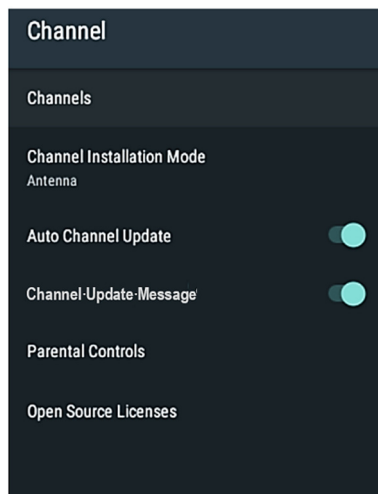 Channel
Channels
Channel Installation Mode
Antenna
Auto Channel Update
Channel·Update·Message
Parental Controls
Open Source Licenses